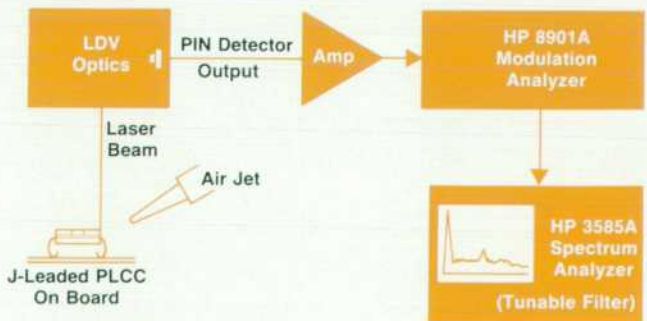 LDV
Optics
PIN Detector
Output
Amp
HP 8901A
Modulation
Analyzer
Laser
Beam
Air Jet
J-Leaded PLCC
On Board
HP 3585A
Spectrum
Analyzer
(Tunable Filter)